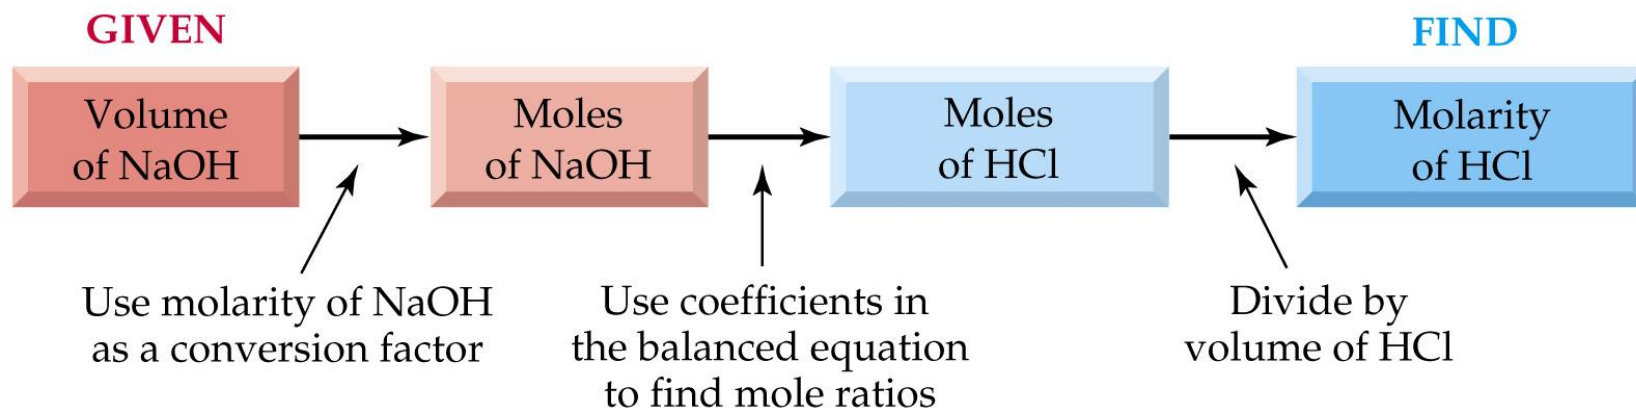 GIVEN
FIND
Volume
of NaOH
Moles
of NaOH
Moles
of HCl
Molarity
of HCl
Use molarity of NaOH
as a conversion factor
Use coefficients in
the balanced equation
to find mole ratios
Divide by
volume of HCl